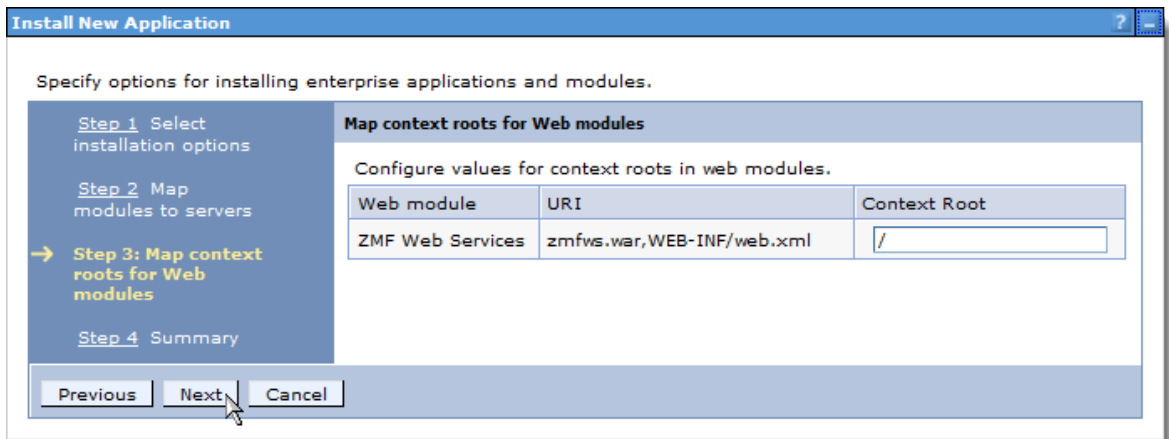 Install New Application
?
Specify options for installing enterprise applications and modules.
Step 1 Select
installation options
Step 2 Map
modules to servers
Step 3: Map context
roots for Web
modules
Step 4 Summary
Map context roots for Web modules
Configure values for context roots in web modules.
Web module URI Context Root
ZMF Web Services zmfws.war,WEB-INF/web.xml /
Previous Next Cancel